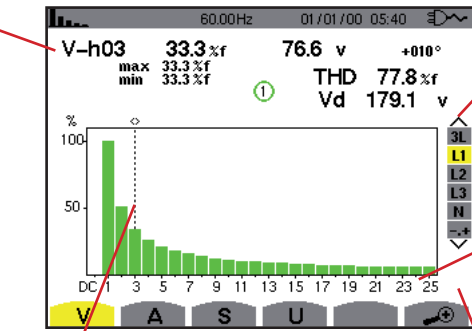 60.00Hz 01/01/00 05:40
V-h03 33.3 %f 76.6 v +010°
max 33.3 %f
min 33.3 %f
① THD 77.8 %f
Vd 179.1 v
%
100
50
3L
L1
L2
L3
N
-.+
DC 1 3 5 7 9 11 13 15 17 19 21 23 25
V A S U